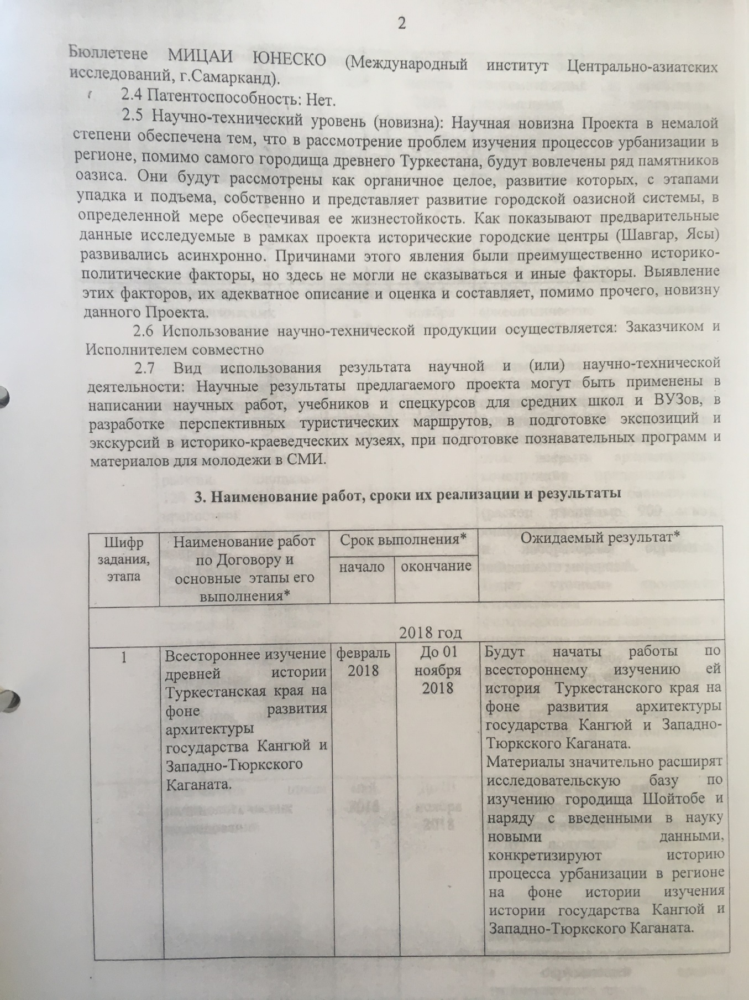 2
Бюллетене МИЦАИ ЮНЕСКО (Международный институт Центрально-азиатских
исследований, г.Самарканд).
2.4 Патентоспособность: Нет.
2.5 Научно-технический уровень (новизна): Научная новизна Проекта в немалой
степени обеспечена тем, что в рассмотрение проблем изучения процессов урбанизации в
регионе, помимо самого городища древнего Туркестана, будут вовлечены ряд памятников
оазиса. Они будут рассмотрены как органичное целое, развитие которых, с этапами
упадка и подъема, собственно и представляет развитие городской оазисной системы, в
определенной мере обеспечивая ее жизнестойкость. Как показывают предварительные
данные исследуемые в рамках проекта исторические городские центры (Шавгар, Ясы)
развивались асинхронно. Причинами этого явления были преимущественно историко-
политические факторы, но здесь не могли не сказываться и иные факторы. Выявление
этих факторов, их адекватное описание и оценка и составляет, помимо прочего, новизну
данного Проекта.
2.6 Использование научно-технической продукции осуществляется: Заказчиком и
Исполнителем совместно
2.7 Вид использования результата научной и (или) научно-технической
деятельности: Научные результаты предлагаемого проекта могут быть применены в
написании научных работ, учебников и спецкурсов для средних школ и ВУЗов, в
разработке перспективных туристических маршрутов, в подготовке экспозиций и
экскурсий в историко-краеведческих музеях, при подготовке познавательных программ и
материалов для молодежи в СМИ.
3. Наименование работ, сроки их реализации и результаты
Шифр
задания,
этапа
Наименование работ
по Договору и
основные этапы его
выполнения*
Срок выполнения*
начало
окончание
Ожидаемый результат*
2018 год
1
Всестороннее изучение
древней истории
Туркестанская края на
фоне развития
архитектуры
государства Кангюй и
Западно-Тюркского
Каганата.
февраль
2018
До 01
ноября
2018
Будут начаты работы по
всестороннему изучению ей
история Туркестанского края на
фоне развития архитектуры
государства Кангюй и Западно-
Тюркского Каганата.
Материалы значительно расширят
исследовательскую базу по
изучению городища Шойтобе и
наряду с введенными в науку
новыми данными,
конкретизируют историю
процесса урбанизации в регионе
на фоне истории изучения
истории государства Кангюй и
Западно-Тюркского Каганата.